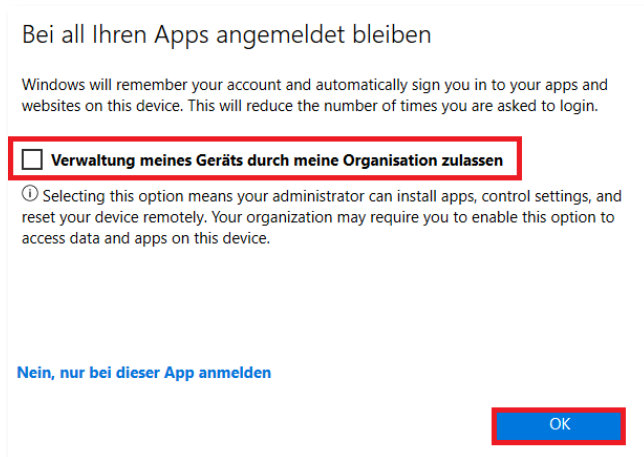 Bei all Ihren Apps angemeldet bleiben
Windows will remember your account and automatically sign you in to your apps and
websites on this device. This will reduce the number of times you are asked to login.
Verwaltung meines Geräts durch meine Organisation zulassen
Selecting this option means your administrator can install apps, control settings, and
reset your device remotely. Your organization may require you to enable this option to
access data and apps on this device.
Nein, nur bei dieser App anmelden
OK